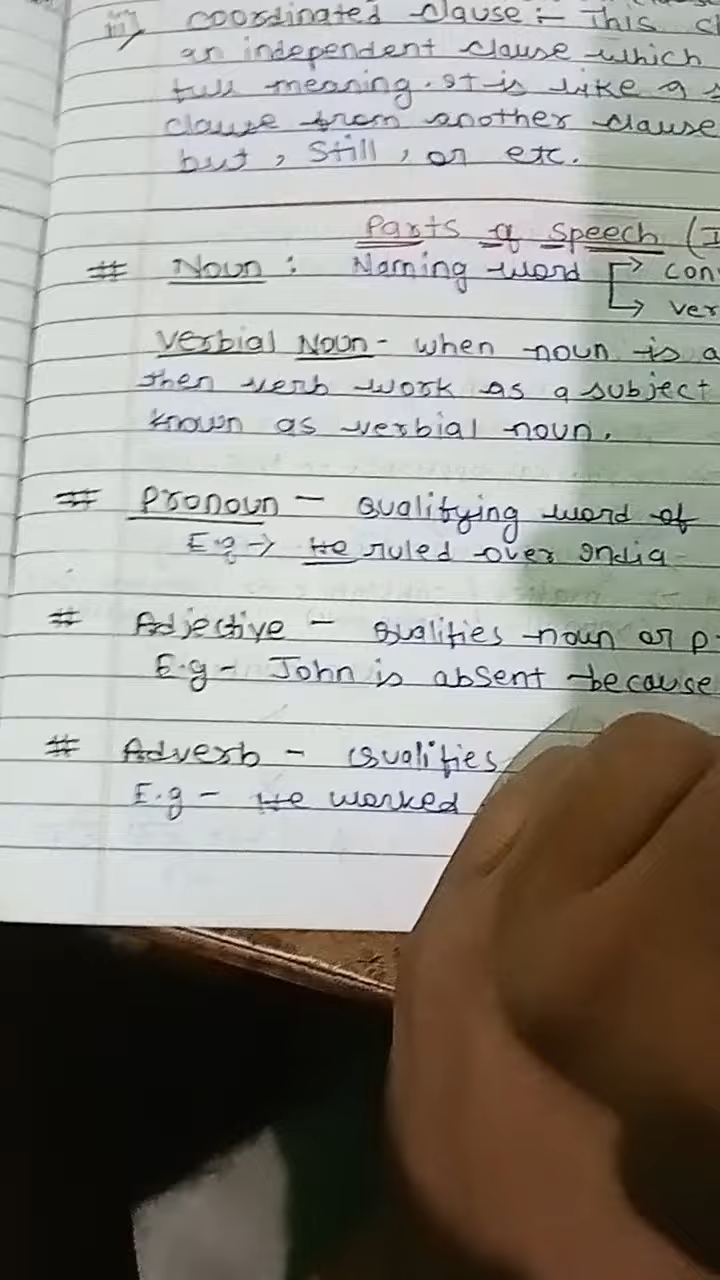 iii) Coordinated clause :- This
an independent clause which
full meaning. It is like a
clause from another clause
but, still, or etc.
Parts of Speech (I
# Noun : Naming word → con
→ ver
Verbial Noun - when noun is a
then verb work as a subject
known as verbial noun.
# Pronoun - Qualifying word of
E.g → He ruled over India
# Adjective - Qualifies noun or p
E.g - John is absent because
# Adverb - Qualifies
E.g - He worked